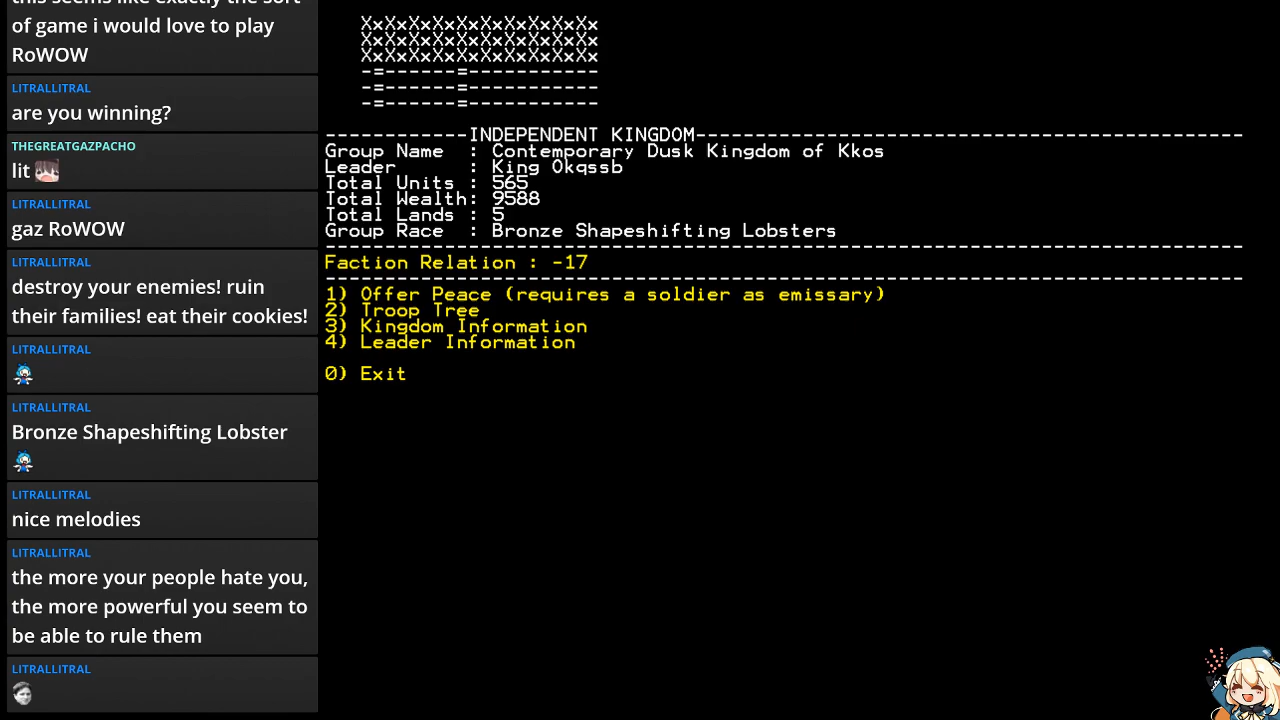 this seems like exactly the sort
of game i would love to play
RoWOW
LITRALLITRAL
are you winning?
THEGREATGAZPACHO
lit
LITRALLITRAL
gaz RoWOW
LITRALLITRAL
destroy your enemies! ruin
their families! eat their cookies!
LITRALLITRAL
LITRALLITRAL
Bronze Shapeshifting Lobster
LITRALLITRAL
nice melodies
LITRALLITRAL
the more your people hate you,
the more powerful you seem to
be able to rule them
LITRALLITRAL
XxXxXxXxXxXxXxXxXxXx
XxXxXxXxXxXxXxXxXxXx
XxXxXxXxXxXxXxXxXxXx
-=------=-----------
-=------=-----------
-=------=-----------
------------INDEPENDENT KINGDOM----------------------------------------------
Group Name  : Contemporary Dusk Kingdom of Kkos
Leader      : King Okqssb
Total Units : 565
Total Wealth: 9588
Total Lands : 5
Group Race  : Bronze Shapeshifting Lobsters
-----------------------------------------------------------------------------
Faction Relation : -17
-----------------------------------------------------------------------------
1) Offer Peace (requires a soldier as emissary)
2) Troop Tree
3) Kingdom Information
4) Leader Information
0) Exit